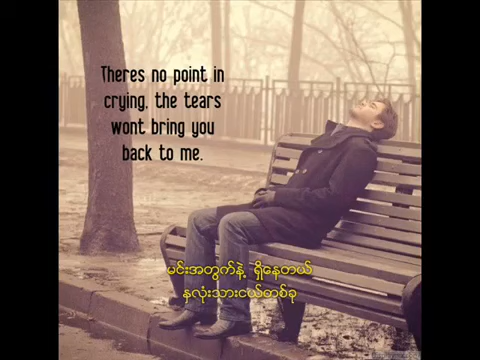 Theres no point in
crying, the tears
wont bring you
back to me.
မင်းအတွက်နဲ့ ရှိနေတယ်
နှလုံးသားငယ်တစ်ခု